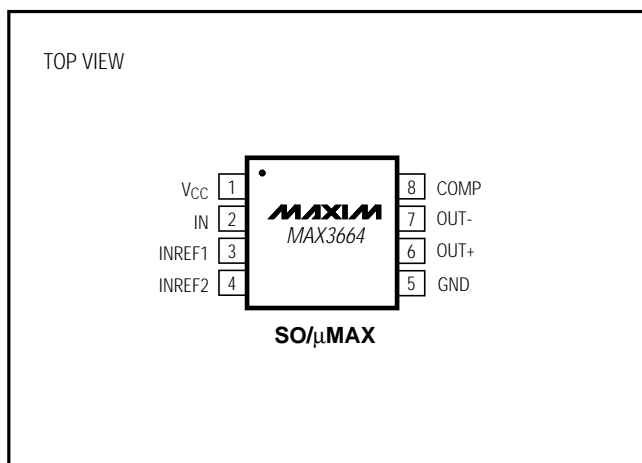 TOP VIEW
VCC 1
IN 2
INREF1 3
INREF2 4
MAXIM
MAX3664
8 COMP
7 OUT-
6 OUT+
5 GND
SO/µMAX